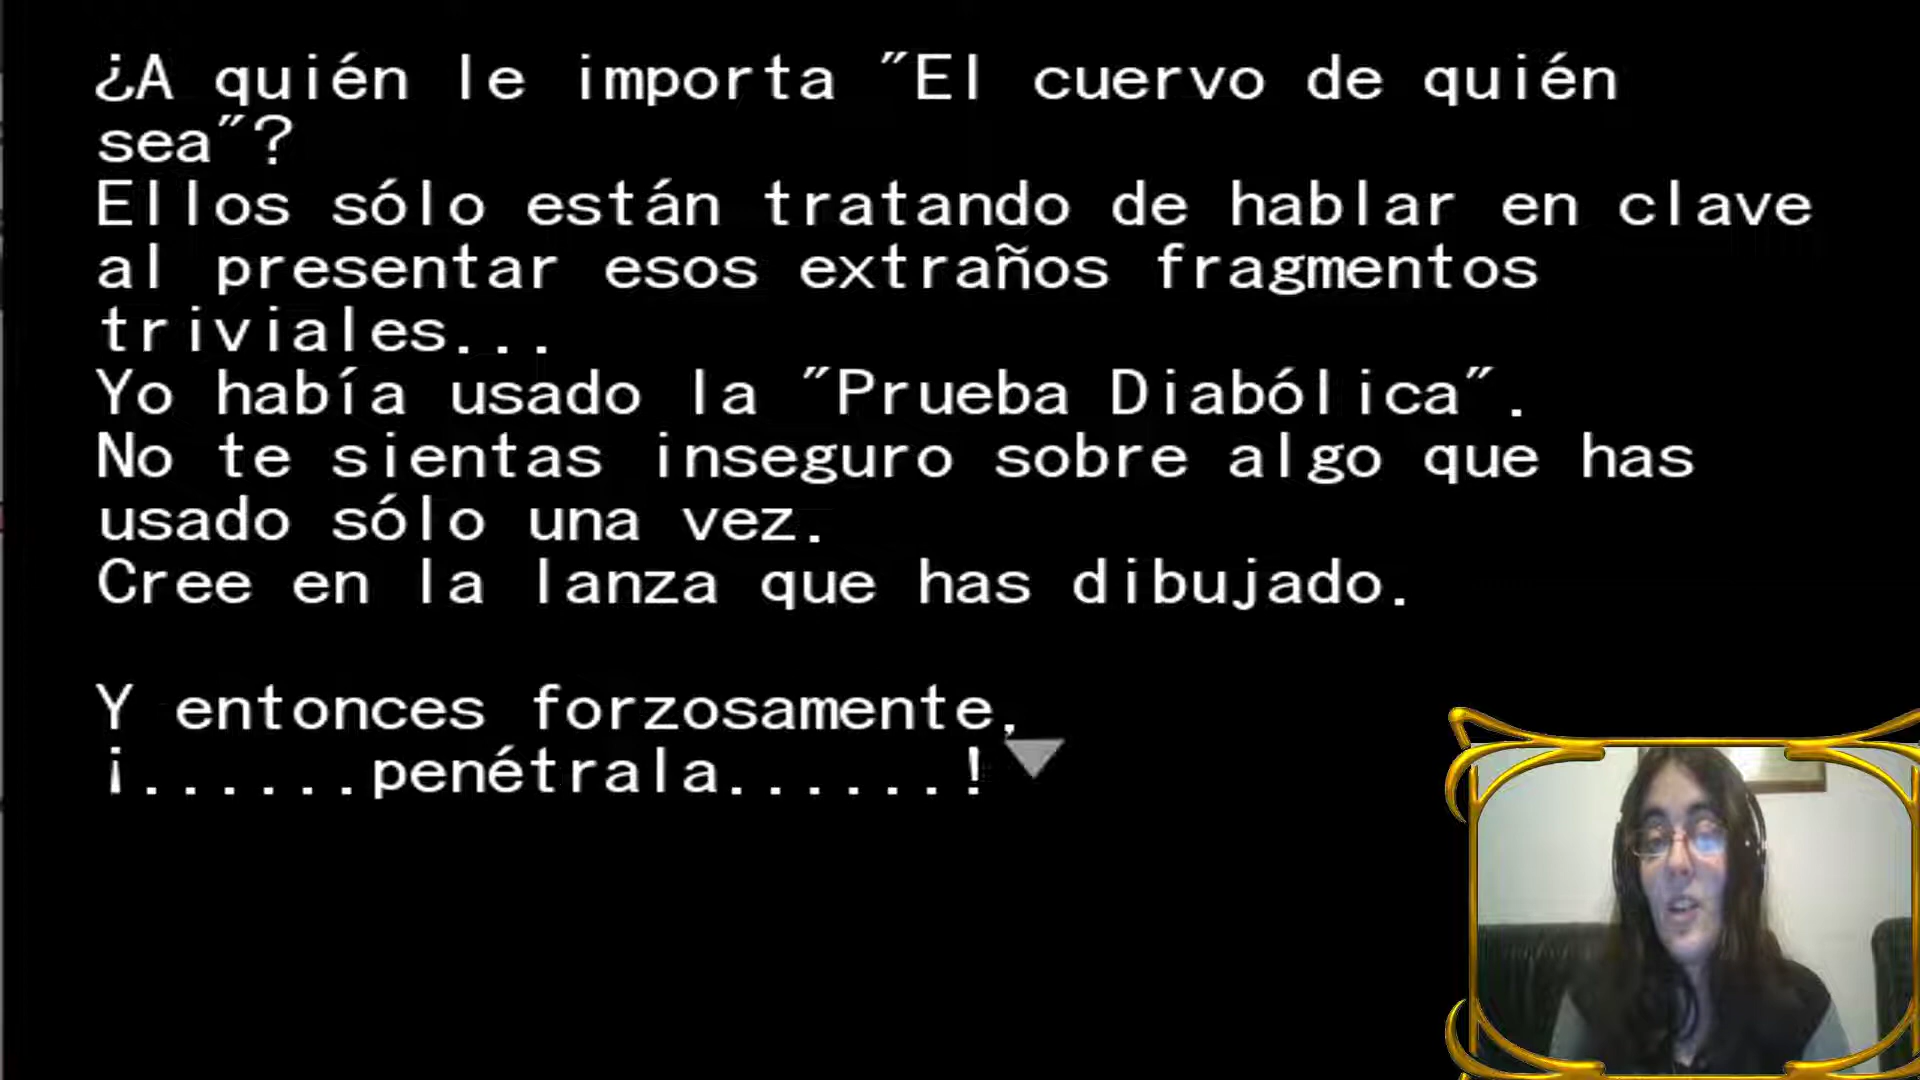 ¿A quién le importa "El cuervo de quién
sea"?
Ellos sólo están tratando de hablar en clave
al presentar esos extraños fragmentos
triviales...
Yo había usado la "Prueba Diabólica".
No te sientas inseguro sobre algo que has
usado sólo una vez.
Cree en la lanza que has dibujado.
Y entonces forzosamente,
¡......penétrala......!